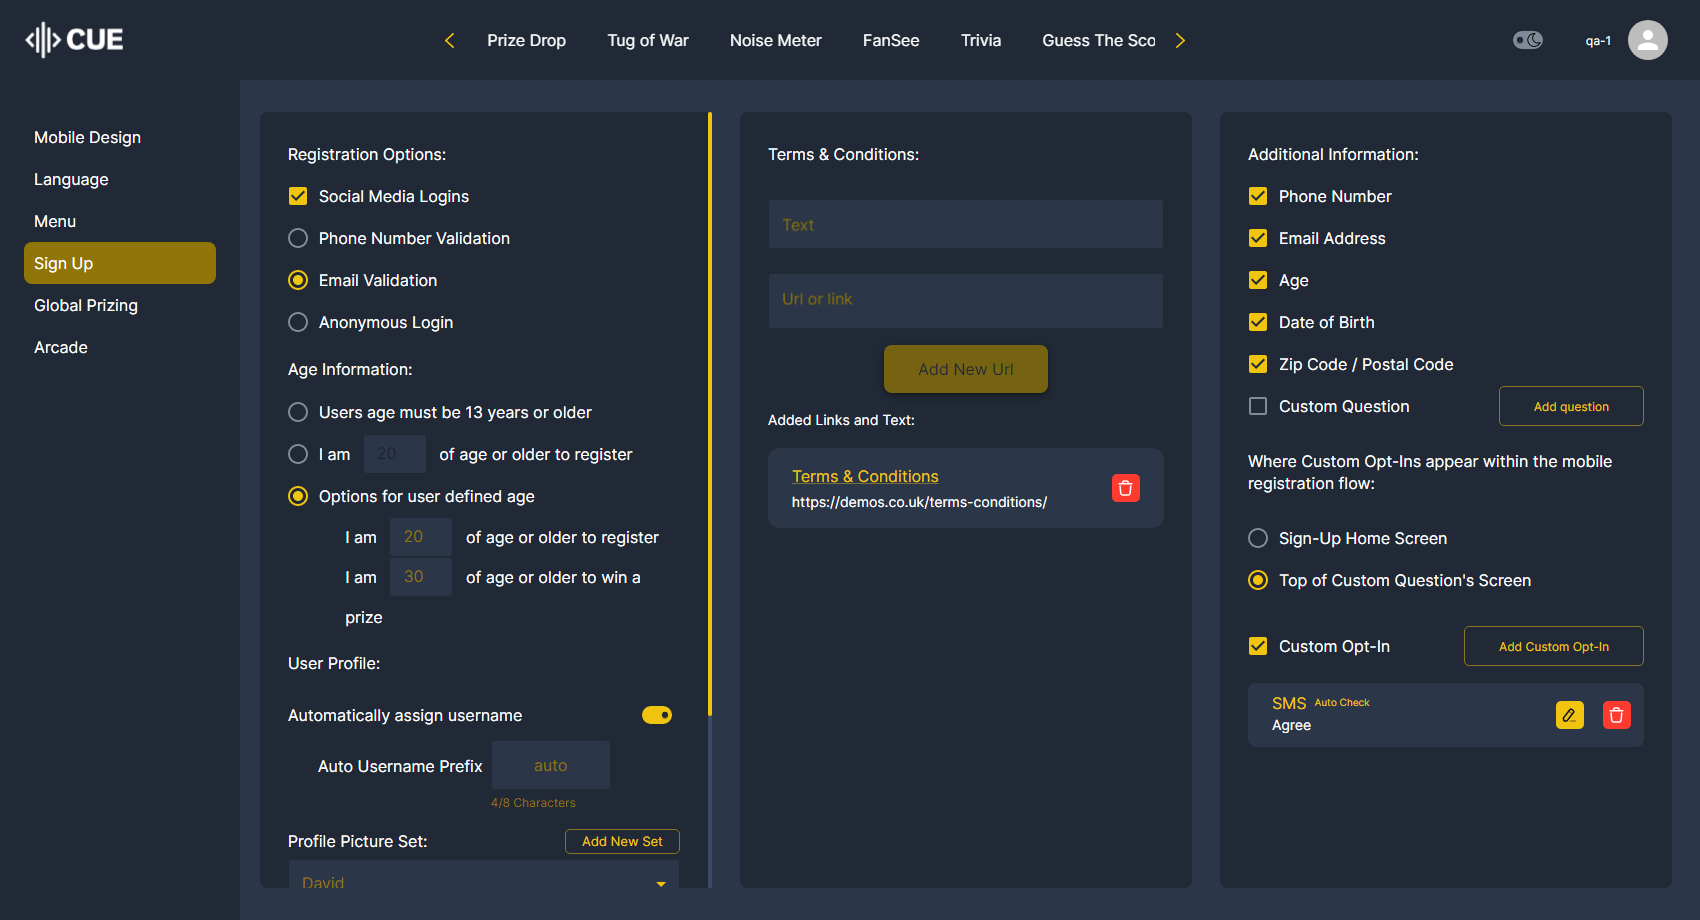 CUE
Prize Drop
Tug of War
Noise Meter
FanSee
Trivia
Guess The Sco
qa-1
Mobile Design
Language
Menu
Sign Up
Global Prizing
Arcade
Registration Options:
Social Media Logins
Phone Number Validation
Email Validation
Anonymous Login
Age Information:
Users age must be 13 years or older
I am 20 of age or older to register
Options for user defined age
I am 20 of age or older to register
I am 30 of age or older to win a
prize
User Profile:
Automatically assign username
Auto Username Prefix auto
4/8 Characters
Profile Picture Set: Add New Set
David
Terms & Conditions:
Text
Url or link
Add New Url
Added Links and Text:
Terms & Conditions
https://demos.co.uk/terms-conditions/
Additional Information:
Phone Number
Email Address
Age
Date of Birth
Zip Code / Postal Code
Custom Question Add question
Where Custom Opt-Ins appear within the mobile
registration flow:
Sign-Up Home Screen
Top of Custom Question's Screen
Custom Opt-In Add Custom Opt-In
SMS Auto Check
Agree